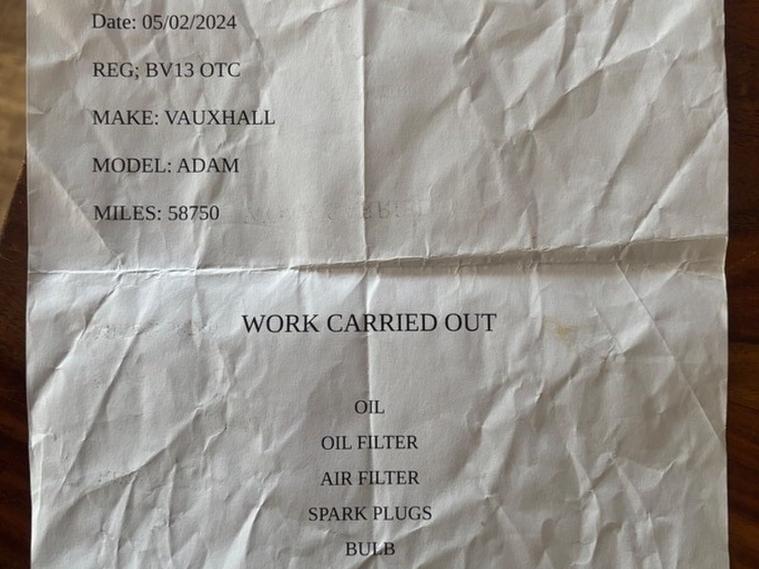 Date: 05/02/2024
REG; BV13 OTC
MAKE: VAUXHALL
MODEL: ADAM
MILES: 58750
WORK CARRIED OUT
OIL
OIL FILTER
AIR FILTER
SPARK PLUGS
BULB